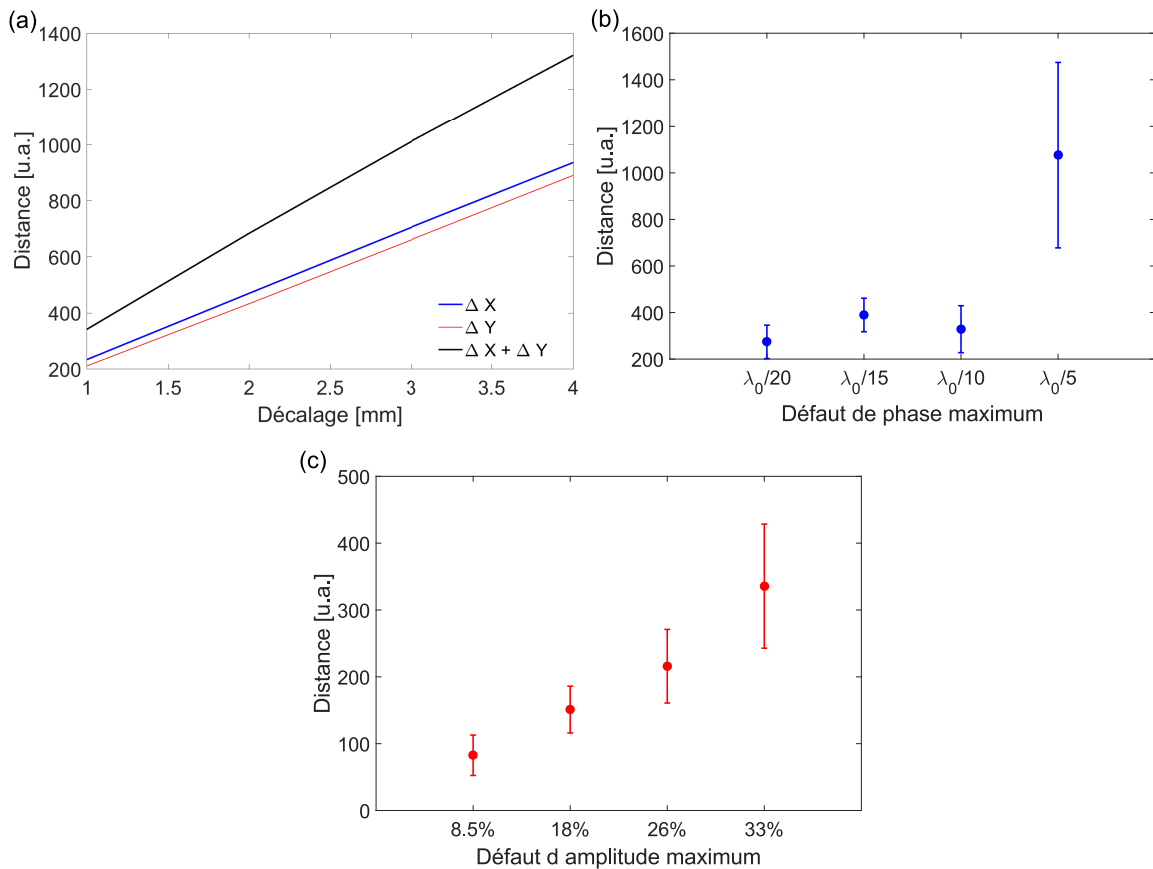 (a)
1400
1200
1000
800
600
400
200
Distance [u.a.]
Δ X
Δ Y
Δ X + Δ Y
1 1.5 2 2.5 3 3.5 4
Décalage [mm]
(b)
1600
1400
1200
1000
800
600
400
200
Distance [u.a.]
λ0/20 λ0/15 λ0/10 λ0/5
Défaut de phase maximum
(c)
500
400
300
200
100
0
Distance [u.a.]
8.5% 18% 26% 33%
Défaut d amplitude maximum